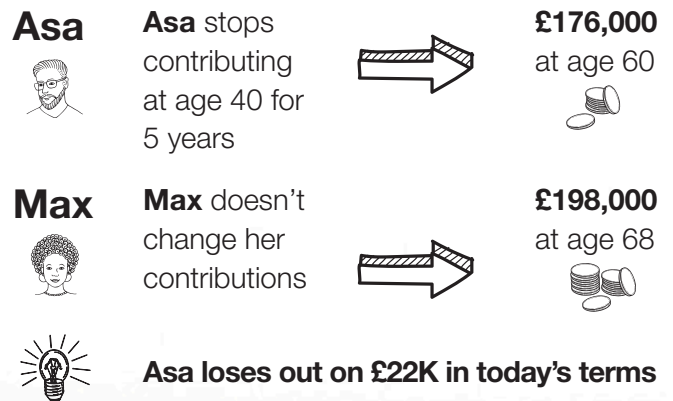 Asa
Asa stops
contributing
at age 40 for
5 years
£176,000
at age 60
Max
Max doesn’t
change her
contributions
£198,000
at age 68
Asa loses out on £22K in today’s terms